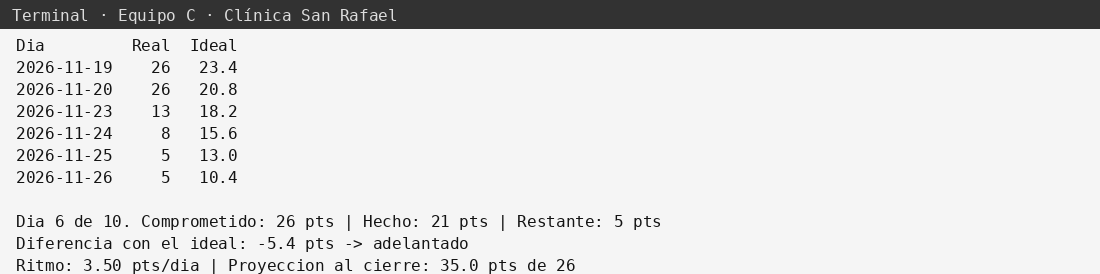 Terminal · Equipo C · Clínica San Rafael
Dia Real Ideal
2026-11-19 26 23.4
2026-11-20 26 20.8
2026-11-23 13 18.2
2026-11-24 8 15.6
2026-11-25 5 13.0
2026-11-26 5 10.4
Dia 6 de 10. Comprometido: 26 pts | Hecho: 21 pts | Restante: 5 pts
Diferencia con el ideal: -5.4 pts -> adelantado
Ritmo: 3.50 pts/dia | Proyeccion al cierre: 35.0 pts de 26